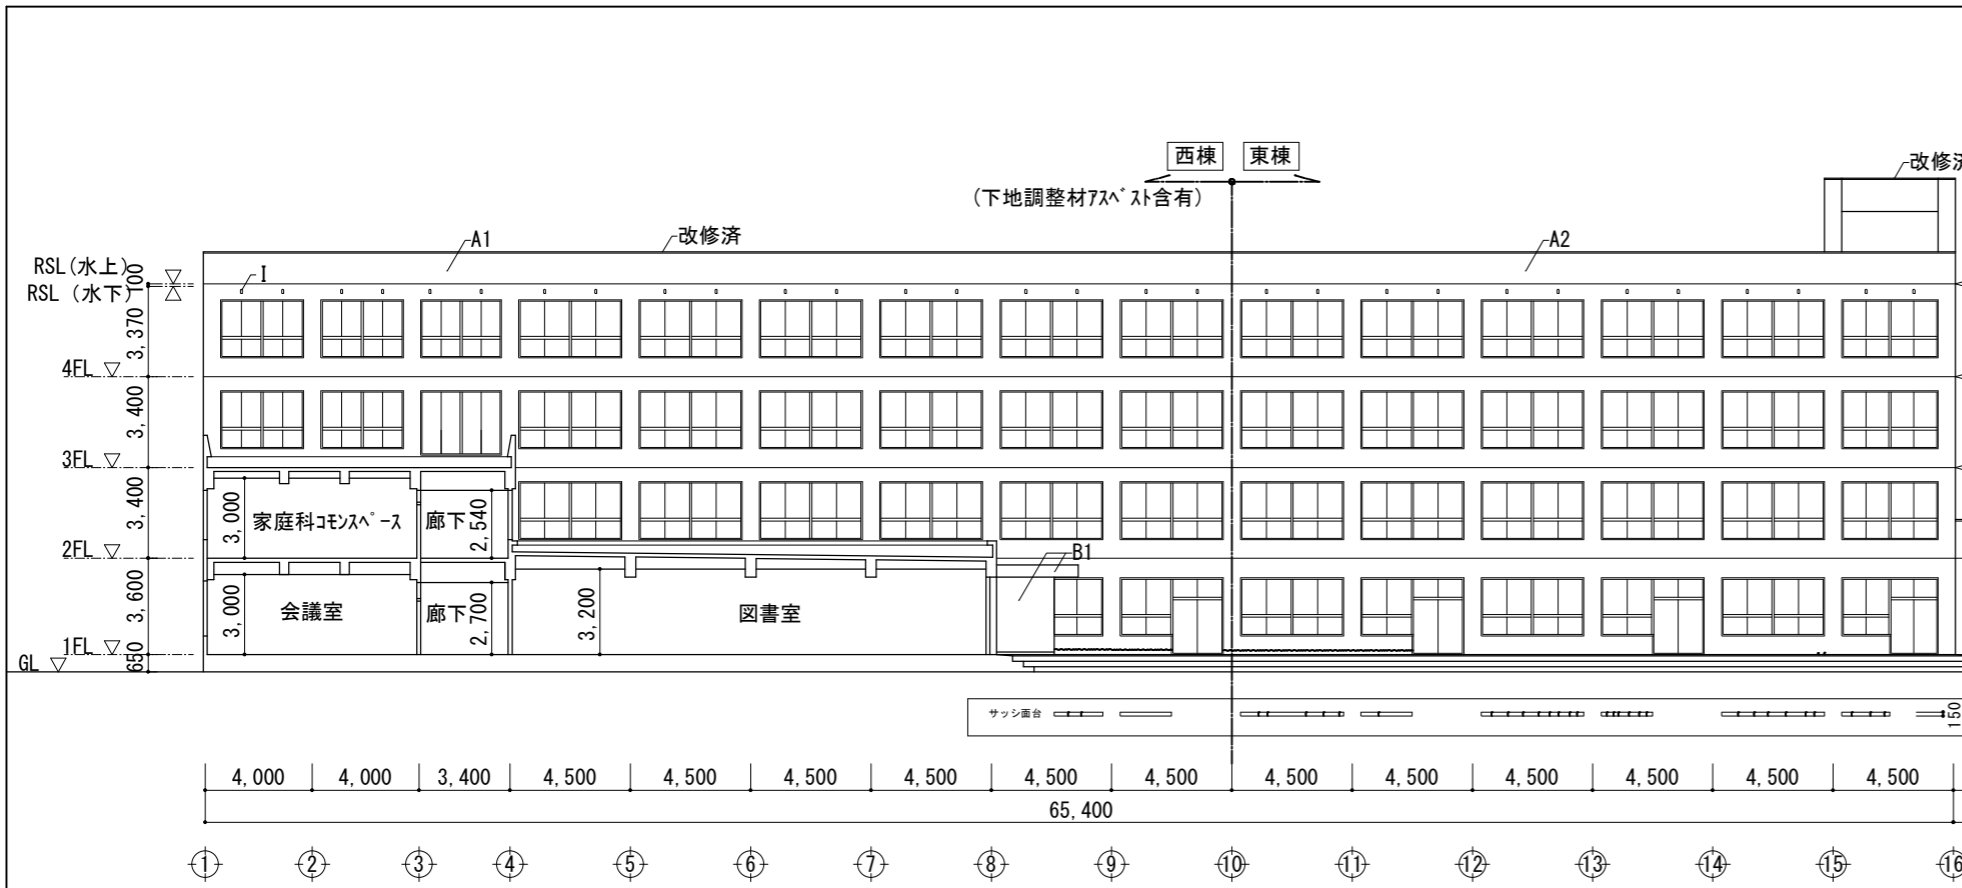 西棟 東棟
(下地調整材ｱｽﾍﾞｽﾄ含有)
改修済
A1
改修済
A2
RSL(水上)
RSL (水下)
100
I
3,370
4FL
3,400
3FL
3,400
3,000
家庭科ｺﾓﾝｽﾍﾟｰｽ
廊下
2,540
2FL
B1
3,600
3,000
会議室
廊下
2,700
3,200
図書室
1FL
650
GL
サッシ面台
150
4,000 4,000 3,400 4,500 4,500 4,500 4,500 4,500 4,500 4,500 4,500 4,500 4,500 4,500 4,500
65,400
1 2 3 4 5 6 7 8 9 10 11 12 13 14 15 16